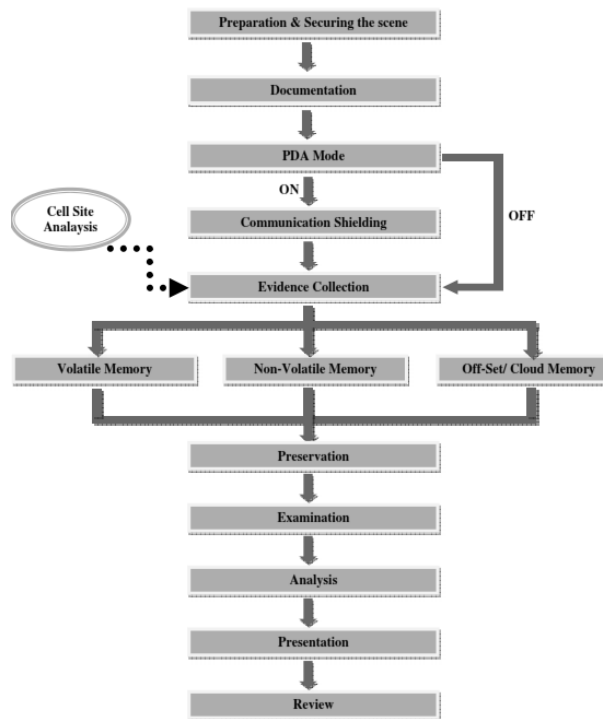 Preparation & Securing the scene
Documentation
PDA Mode
ON
OFF
Cell Site
Analaysis
Communication Shielding
Evidence Collection
Volatile Memory
Non-Volatile Memory
Off-Set/ Cloud Memory
Preservation
Examination
Analysis
Presentation
Review